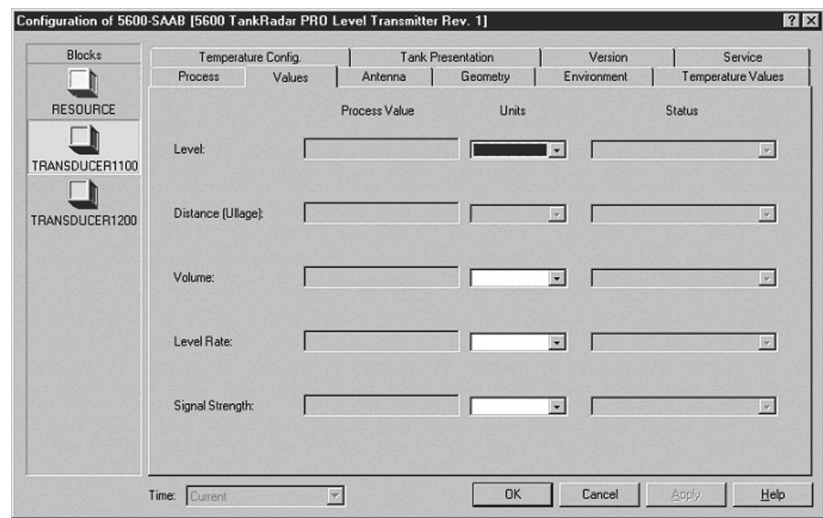 Configuration of 5600-SAAB [5600 TankRadar PRO Level Transmitter Rev. 1]
Blocks
RESOURCE
TRANSDUCER1100
TRANSDUCER1200
Temperature Config. Tank Presentation Version Service
Process Values Antenna Geometry Environment Temperature Values
Process Value Units Status
Level:
Distance (Ullage):
Volume:
Level Rate:
Signal Strength:
Time: Current OK Cancel Apply Help